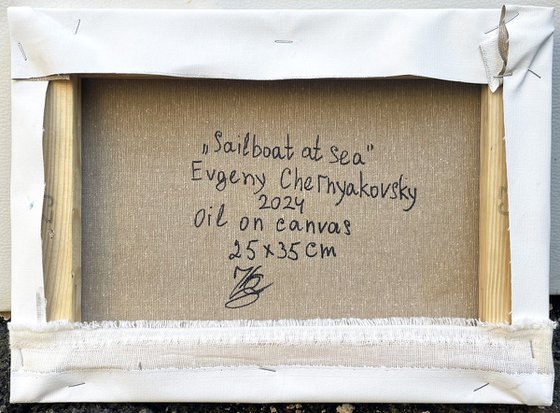 „Sailboat at sea"
Evgeny Chernyakovsky
2024
Oil on canvas
25x35cm